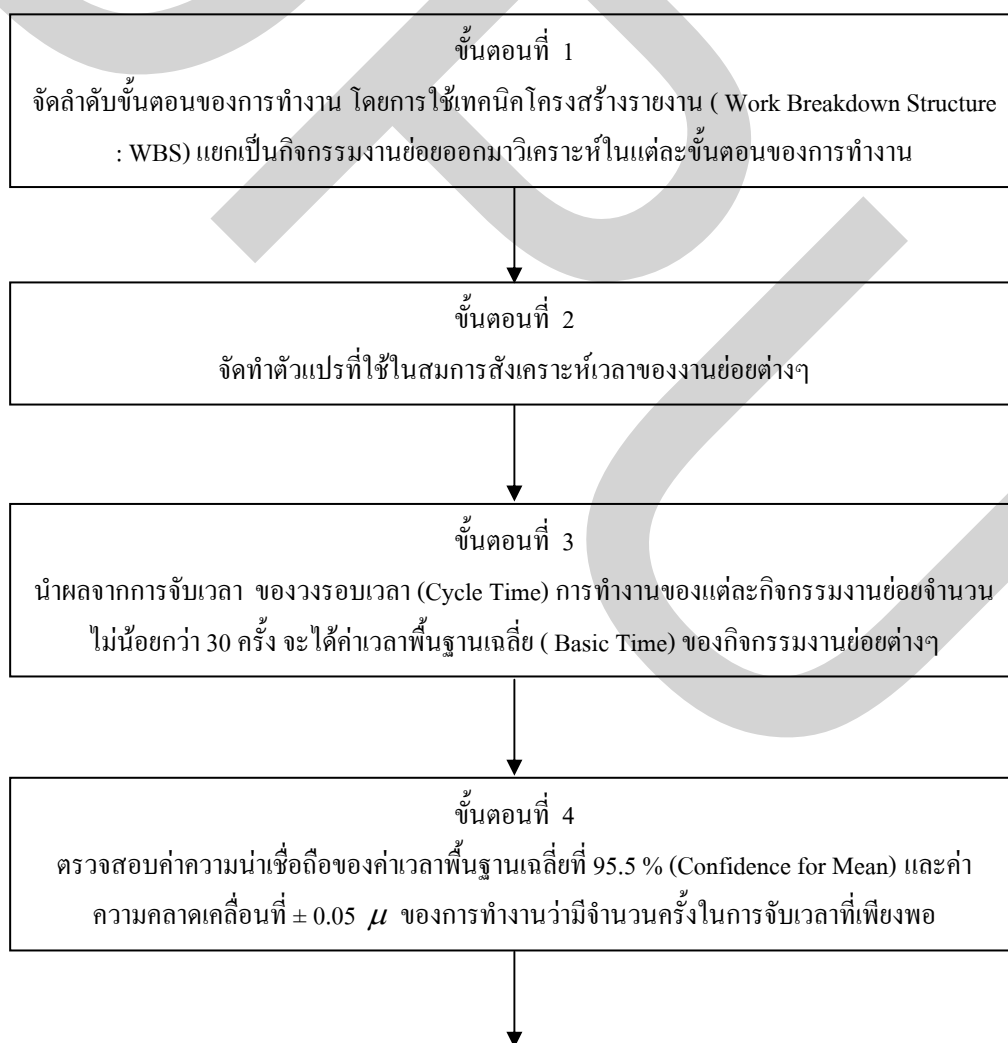 ขั้นตอนที่ 1
จัดลำดับขั้นตอนของการทำงาน โดยการใช้เทคนิคโครงสร้างรายงาน ( Work Breakdown Structure
: WBS) แยกเป็นกิจกรรมงานย่อยออกมาวิเคราะห์ในแต่ละขั้นตอนของการทำงาน
ขั้นตอนที่ 2
จัดทำตัวแปรที่ใช้ในสมการสังเคราะห์เวลาของงานย่อยต่างๆ
ขั้นตอนที่ 3
นำผลจากการจับเวลา ของวงรอบเวลา (Cycle Time) การทำงานของแต่ละกิจกรรมงานย่อยจำนวน
ไม่น้อยกว่า 30 ครั้ง จะได้ค่าเวลาพื้นฐานเฉลี่ย ( Basic Time) ของกิจกรรมงานย่อยต่างๆ
ขั้นตอนที่ 4
ตรวจสอบค่าความน่าเชื่อถือของค่าเวลาพื้นฐานเฉลี่ยที่ 95.5 % (Confidence for Mean) และค่า
ความคลาดเคลื่อนที่ ± 0.05 μ ของการทำงานว่ามีจำนวนครั้งในการจับเวลาที่เพียงพอ